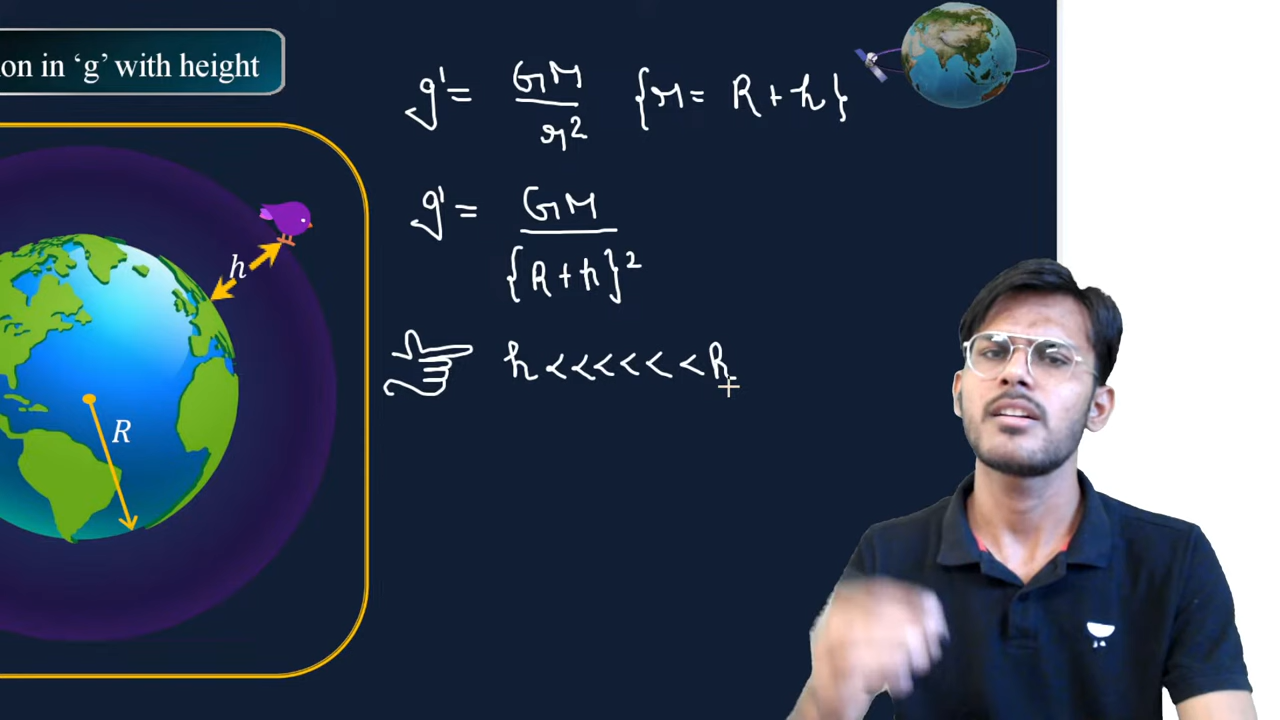 on in ‘g’ with height
g' = GM / r² {r = R + h}
g' = GM / {R + h}²
h <<<<<< R
h
R